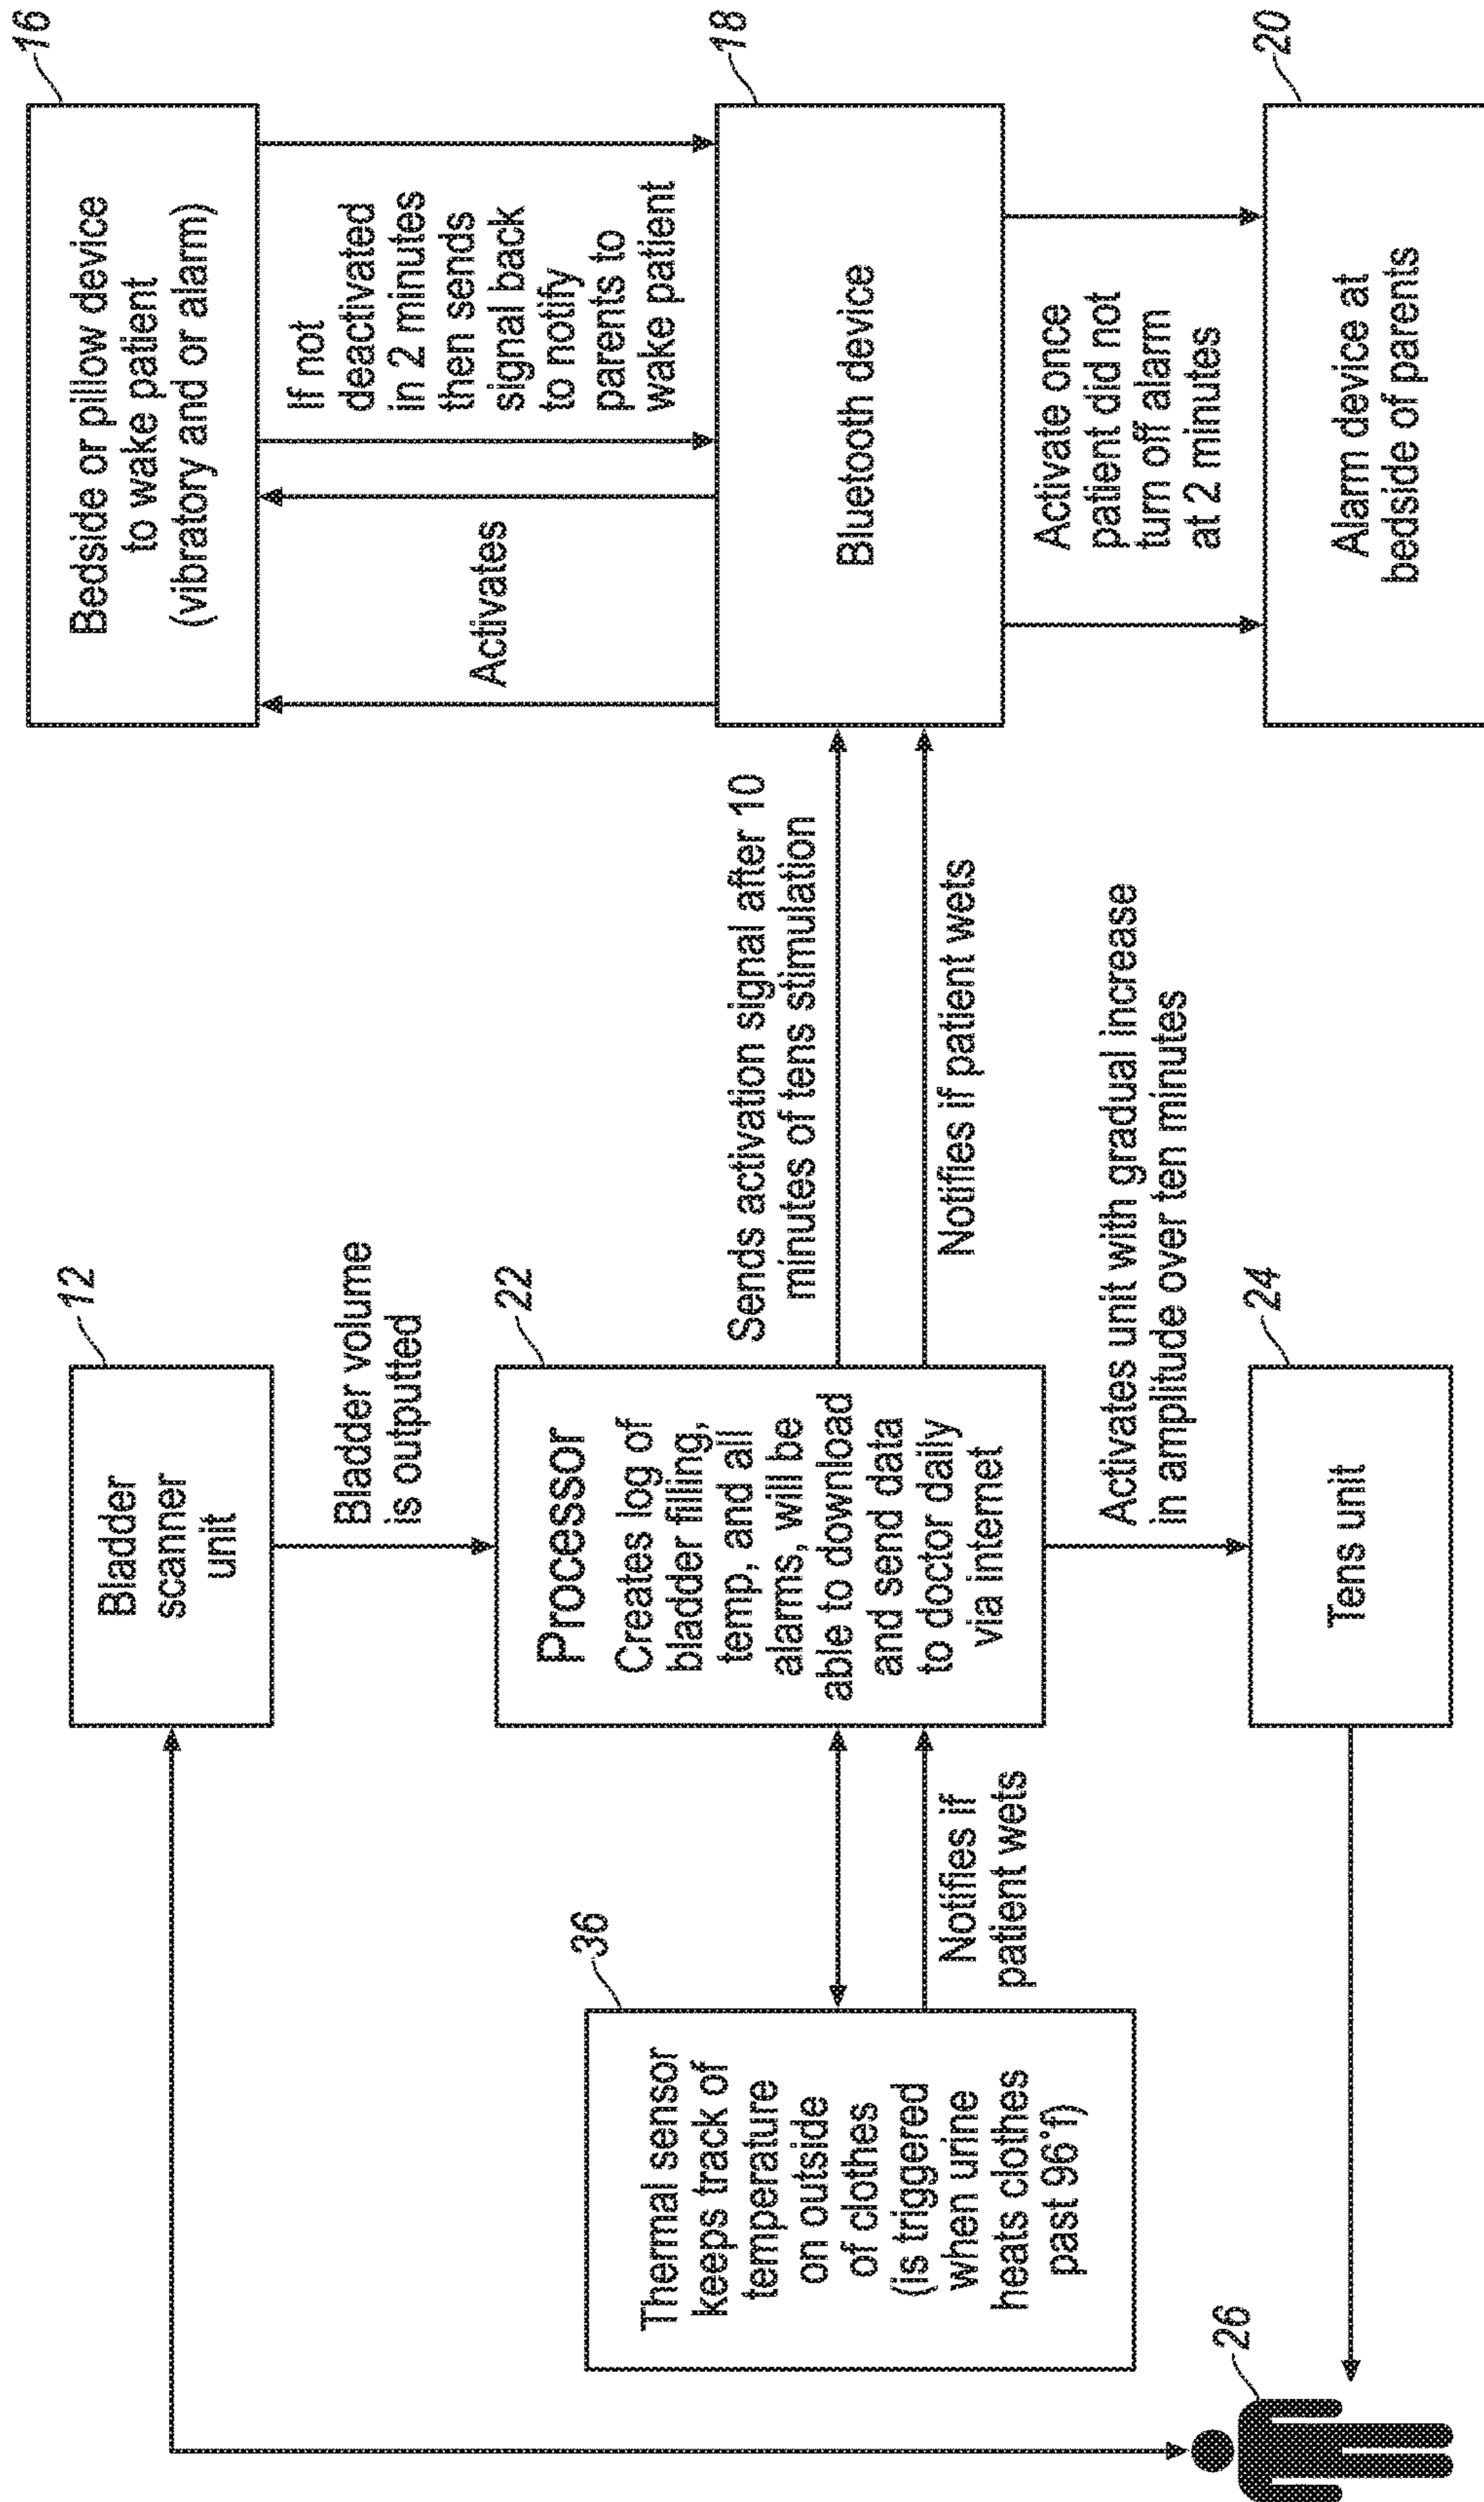 12
Bladder
scanner
unit
Bladder volume
is outputted
36
Thermal sensor
keeps track of
temperature
on outside
of clothes
(is triggered
when urine
heats clothes
past 96°f)
Notifies if
patient wets
22
Processor
Creates log of
bladder filling,
temp, and all
alarms, will be
able to download
and send data
to doctor daily
via internet
Sends activation signal after 10
minutes of tens stimulation
Notifies if patient wets
Activates unit with gradual increase
in amplitude over ten minutes
24
Tens unit
26
16
Bedside or pillow device
to wake patient
(vibratory and or alarm)
Activates
If not
deactivated
in 2 minutes
then sends
signal back
to notify
parents to
wake patient
18
Bluetooth device
Activate once
patient did not
turn off alarm
at 2 minutes
20
Alarm device at
bedside of parents